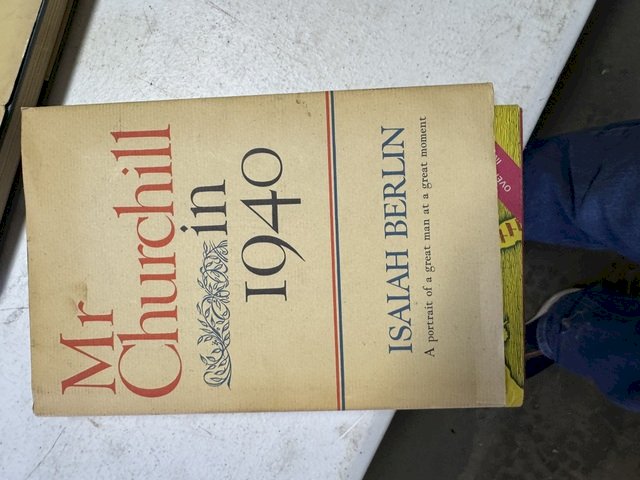 Mr
Churchill
in
1940
ISAIAH BERLIN
A portrait of a great man at a great moment